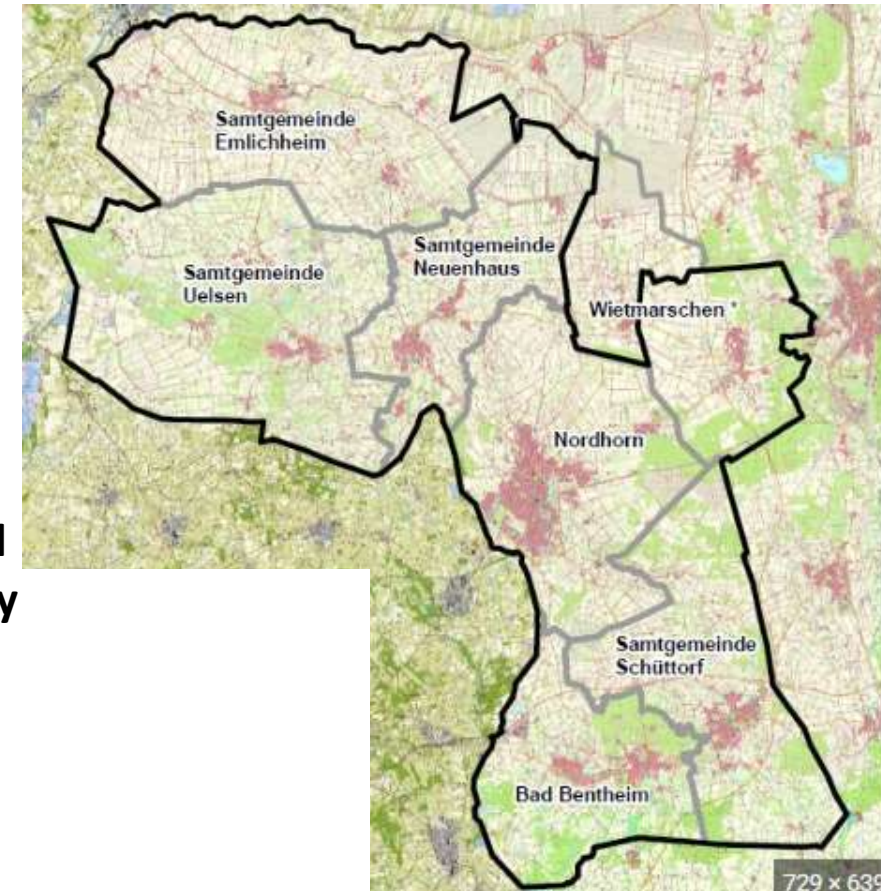 Samtgemeinde
Emlichheim
Samtgemeinde
Neuenhaus
Samtgemeinde
Uelsen
Wietmarschen *
Nordhorn
Samtgemeinde
Schüttorf
Bad Bentheim
729 × 639